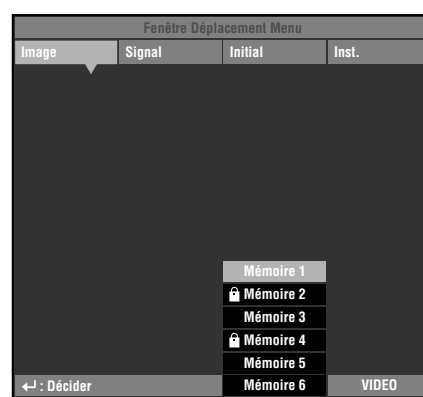 Fenêtre Déplacement Menu
Image Signal Initial Inst.
Mémoire 1
Mémoire 2
Mémoire 3
Mémoire 4
Mémoire 5
↵ : Décider Mémoire 6 VIDEO